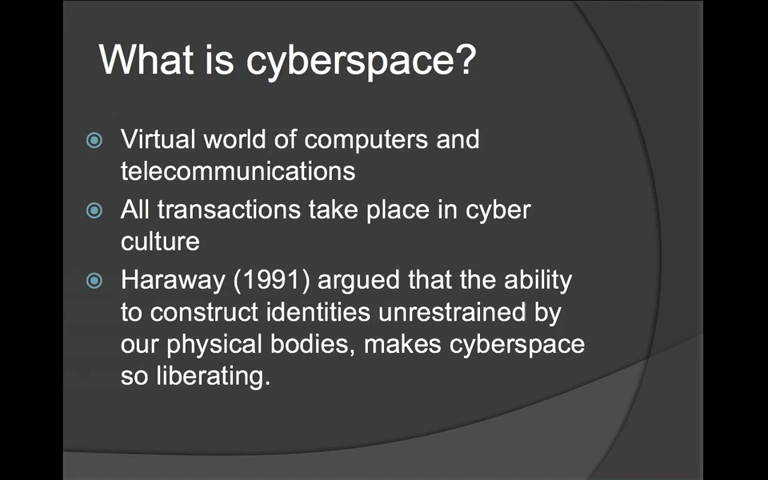 What is cyberspace?
Virtual world of computers and
telecommunications
All transactions take place in cyber
culture
Haraway (1991) argued that the ability
to construct identities unrestrained by
our physical bodies, makes cyberspace
so liberating.